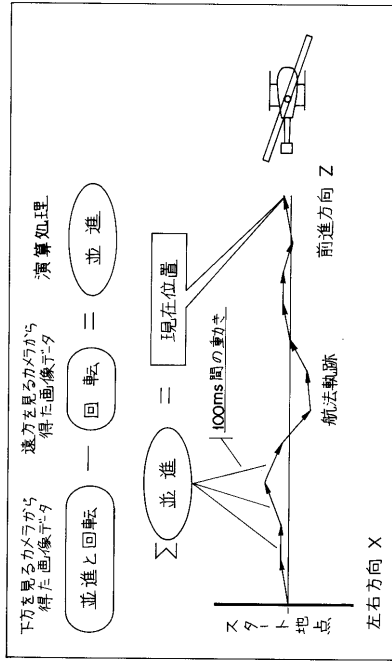 下方を見るカメラから
得た画像データ
並進と回転
－
遠方を見るカメラから
得た画像データ
回転
＝
演算処理
並進
Σ
並進
＝
現在位置
100ms間の動き
スタート地点
航法軌跡
左右方向 X
前進方向 Z